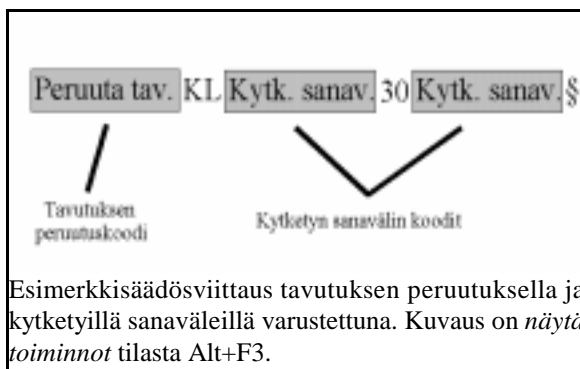 Peruuta tav. KL Kytk. sanav. 30 Kytk. sanav. §
Tavutuksen
peruutuskoodi
Kytketyn sanavälin koodit
Esimerkkisäädösviittaus tavutuksen peruutuksella ja
kytketyillä sanaväleillä varustettuna. Kuvaus on näytä
toiminnot tilasta Alt+F3.